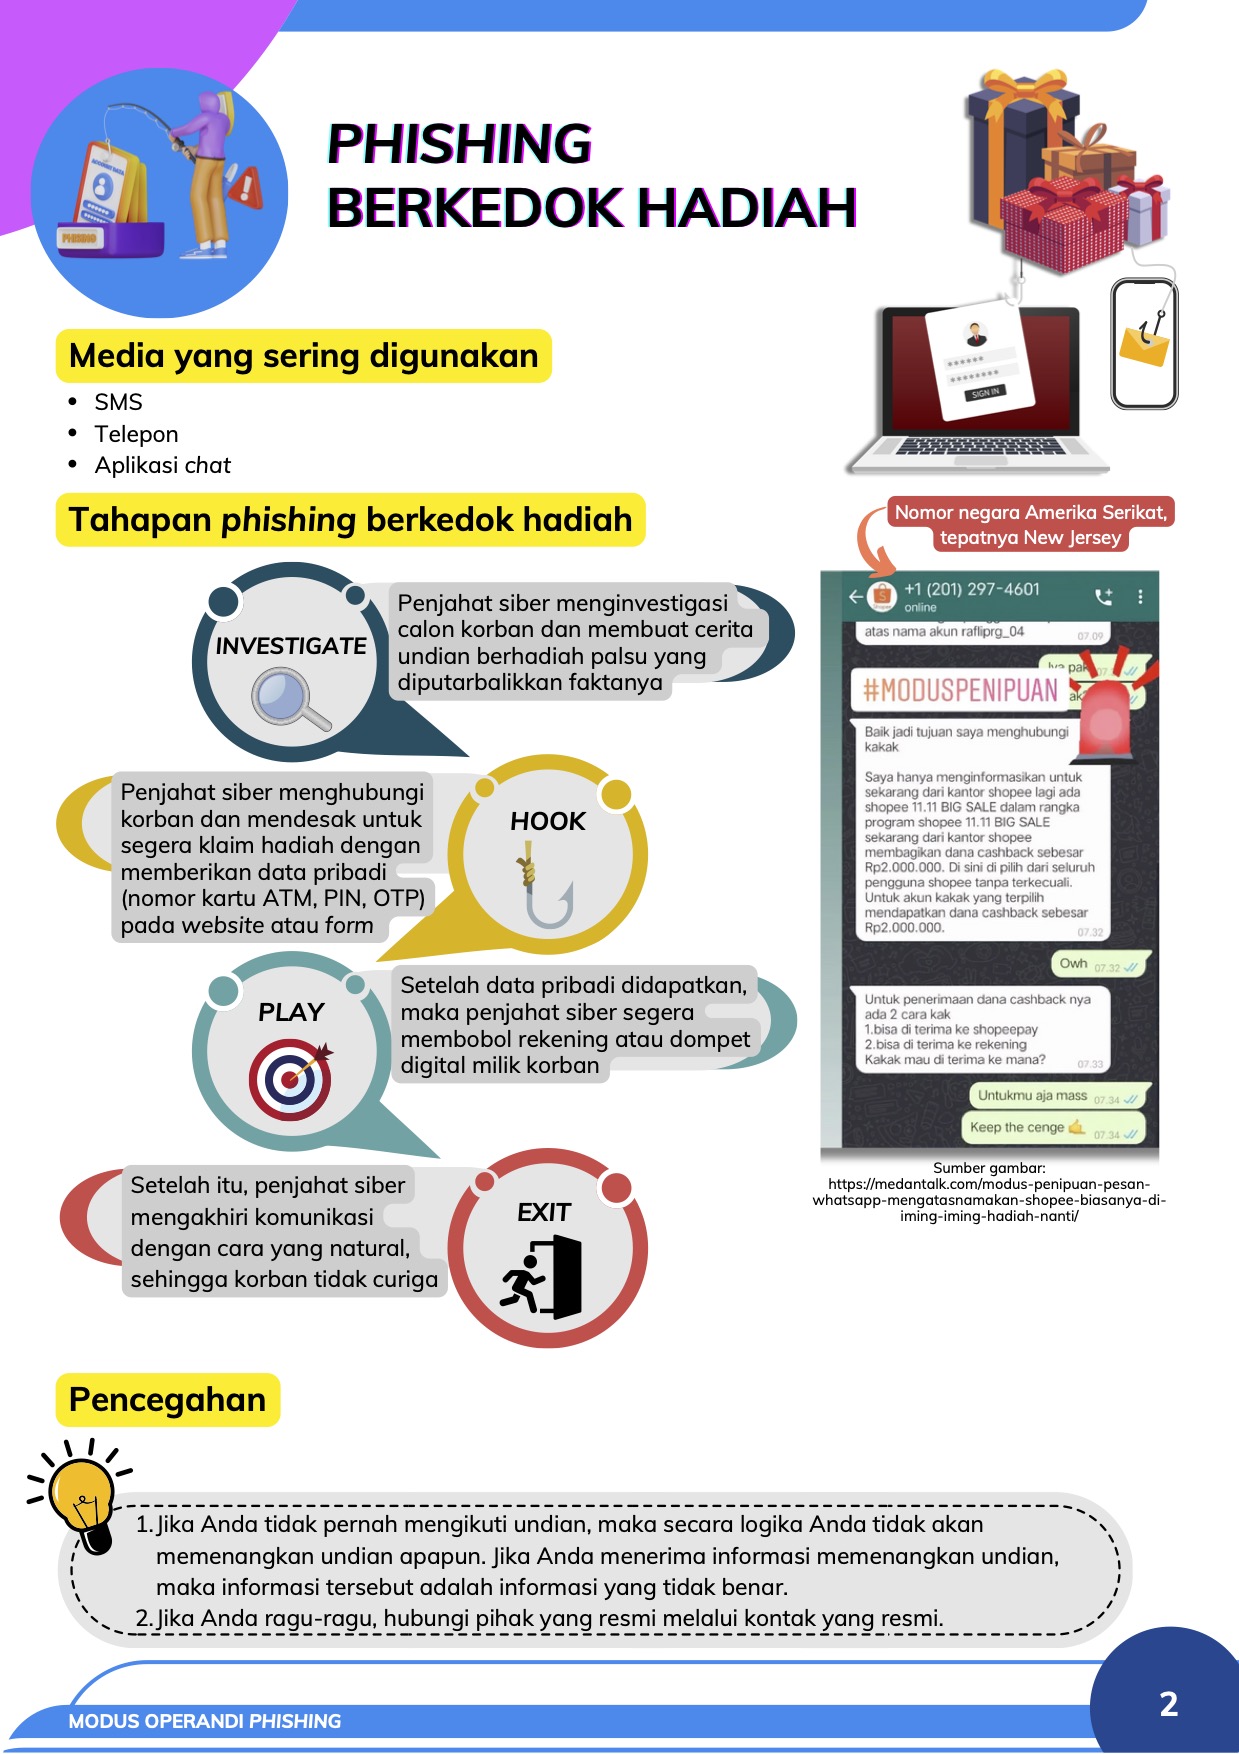 ACCOUNT DATA
PHISHING
PHISHING
BERKEDOK HADIAH
SIGN IN
Media yang sering digunakan
• SMS
• Telepon
• Aplikasi chat
Tahapan phishing berkedok hadiah
INVESTIGATE
Penjahat siber menginvestigasi
calon korban dan membuat cerita
undian berhadiah palsu yang
diputarbalikkan faktanya
HOOK
Penjahat siber menghubungi
korban dan mendesak untuk
segera klaim hadiah dengan
memberikan data pribadi
(nomor kartu ATM, PIN, OTP)
pada website atau form
PLAY
Setelah data pribadi didapatkan,
maka penjahat siber segera
membobol rekening atau dompet
digital milik korban
EXIT
Setelah itu, penjahat siber
mengakhiri komunikasi
dengan cara yang natural,
sehingga korban tidak curiga
Nomor negara Amerika Serikat,
tepatnya New Jersey
+1 (201) 297-4601
online
atas nama akun rafliprg_04
07.09
Iya pak
#MODUSPENIPUAN
Baik jadi tujuan saya menghubungi
kakak
Saya hanya menginformasikan untuk
sekarang dari kantor shopee lagi ada
shopee 11.11 BIG SALE dalam rangka
program shopee 11.11 BIG SALE
sekarang dari kantor shopee
membagikan dana cashback sebesar
Rp2.000.000. Di sini di pilih dari seluruh
pengguna shopee tanpa terkecuali.
Untuk akun kakak yang terpilih
mendapatkan dana cashback sebesar
Rp2.000.000.
07.32
Owh 07.32
Untuk penerimaan dana cashback nya
ada 2 cara kak
1.bisa di terima ke shopeepay
2.bisa di terima ke rekening
Kakak mau di terima ke mana?
07.33
Untukmu aja mass 07.34
Keep the cenge 🤙 07.34
Sumber gambar:
https://medantalk.com/modus-penipuan-pesan-
whatsapp-mengatasnamakan-shopee-biasanya-di-
iming-iming-hadiah-nanti/
Pencegahan
1.Jika Anda tidak pernah mengikuti undian, maka secara logika Anda tidak akan
memenangkan undian apapun. Jika Anda menerima informasi memenangkan undian,
maka informasi tersebut adalah informasi yang tidak benar.
2.Jika Anda ragu-ragu, hubungi pihak yang resmi melalui kontak yang resmi.
MODUS OPERANDI PHISHING
2